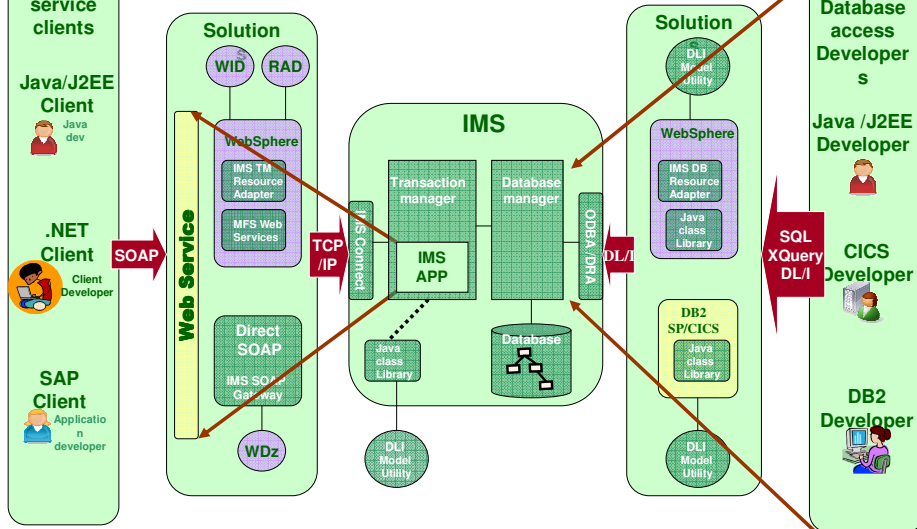 service
clients
Java/J2EE
Client
Java
dev
.NET
Client
Client
Developer
SAP
Client
Applicatio
n
developer
SOAP
Solution
s
WID
RAD
Web Service
WebSphere
IMS TM
Resource
Adapter
MFS Web
Services
Direct
SOAP
IMS SOAP
Gateway
WDz
TCP
/IP
IMS
IMS Connect
Transaction
manager
IMS
APP
Database
manager
ODBA /DRA
Java
class
Library
Database
DLI
Model
Utility
DL/I
Solution
s
DLI
Model
Utility
WebSphere
IMS DB
Resource
Adapter
Java
class
Library
DB2
SP/CICS
Java
class
Library
DLI
Model
Utility
SQL
XQuery
DL/I
Database
access
Developer
s
Java /J2EE
Developer
CICS
Developer
DB2
Developer